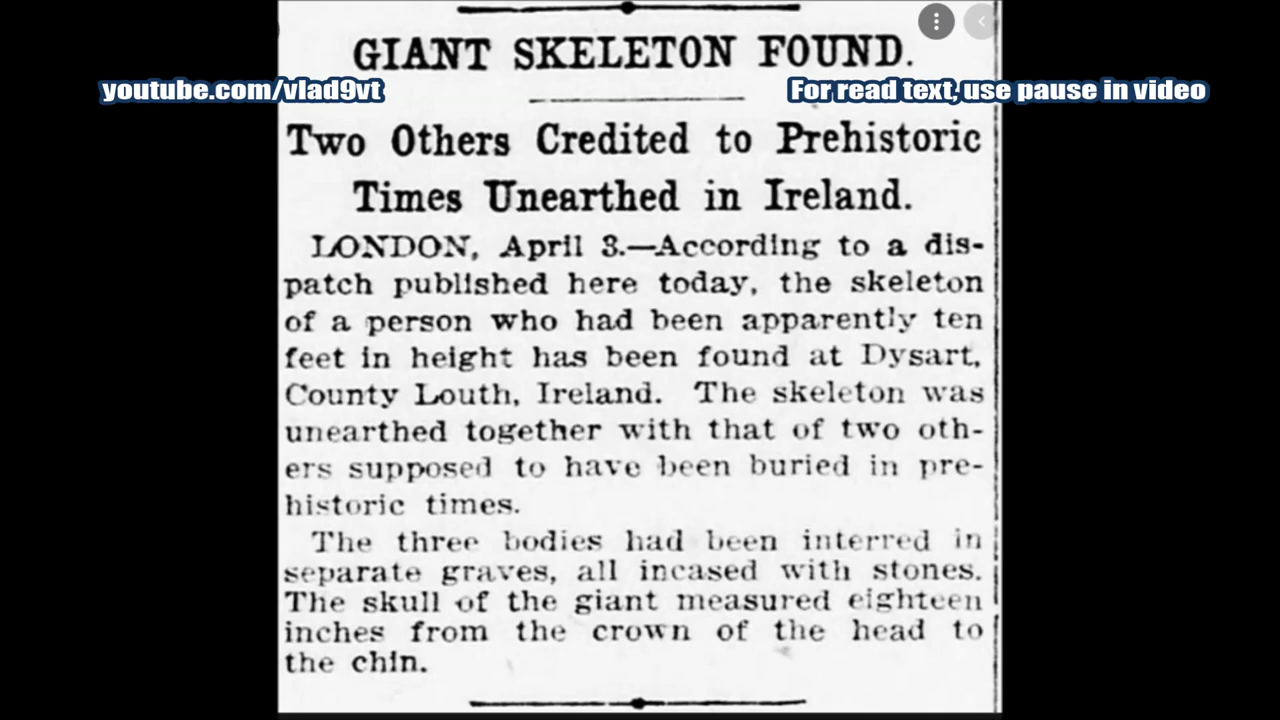 GIANT SKELETON FOUND.
youtube.com/vlad9vt
For read text, use pause in video
Two Others Credited to Prehistoric
Times Unearthed in Ireland.
LONDON, April 3.—According to a dis-
patch published here today, the skeleton
of a person who had been apparently ten
feet in height has been found at Dysart,
County Louth, Ireland. The skeleton was
unearthed together with that of two oth-
ers supposed to have been buried in pre-
historic times.
The three bodies had been interred in
separate graves, all incased with stones.
The skull of the giant measured eighteen
inches from the crown of the head to
the chin.